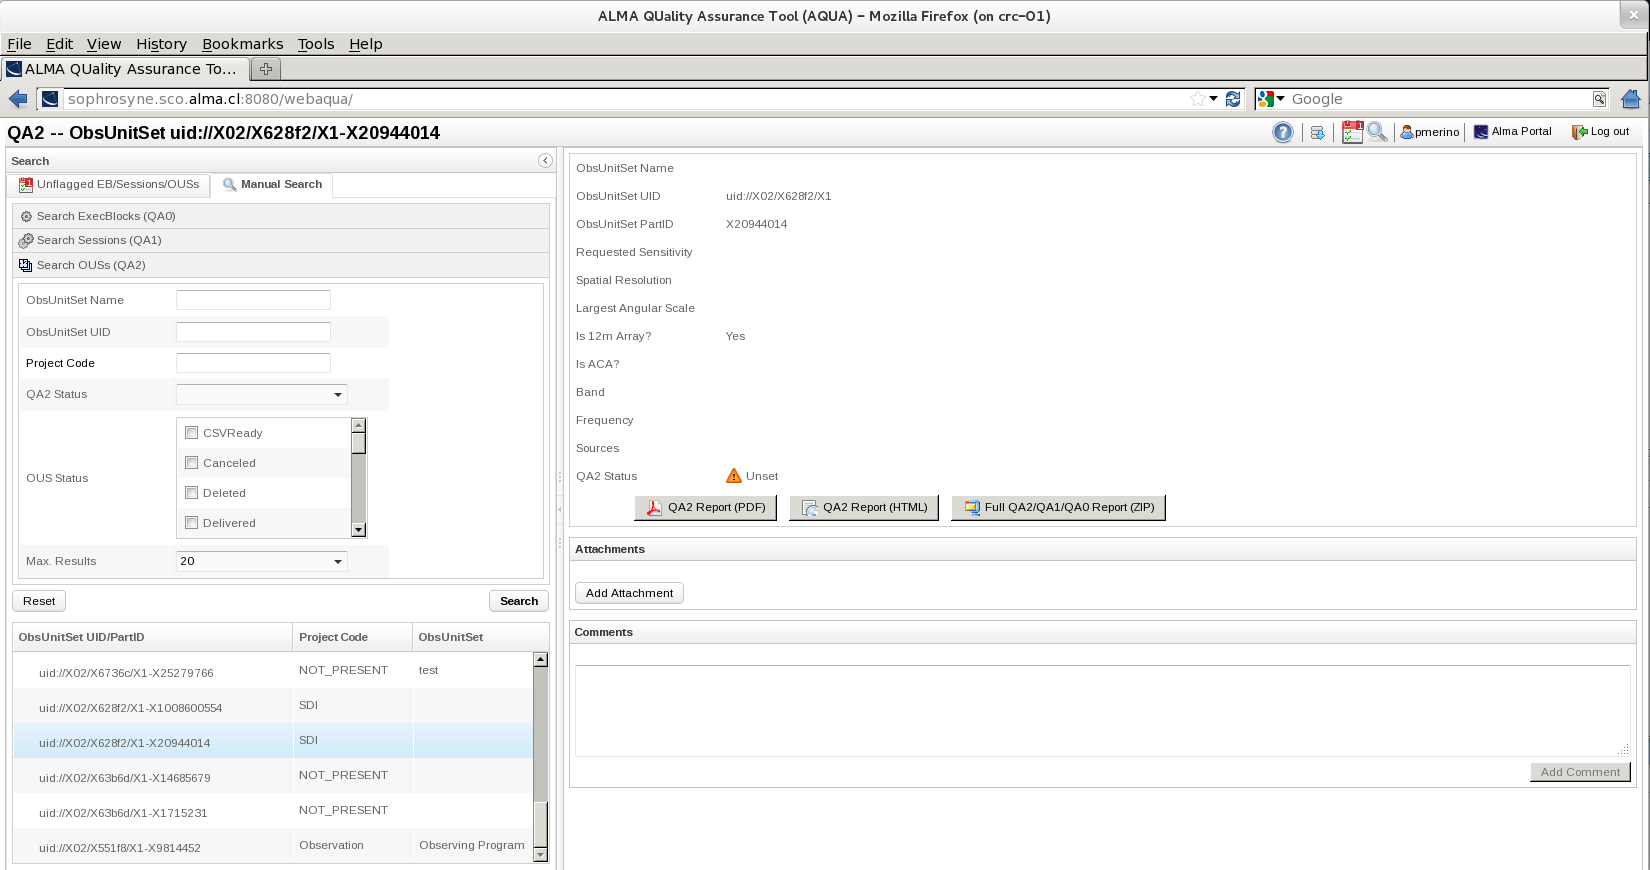 ALMA QUality Assurance Tool (AQUA) – Mozilla Firefox (on crc-01)
File Edit View History Bookmarks Tools Help
ALMA QUality Assurance To...
sophrosyne.sco.alma.cl:8080/webaqua/
Google
QA2 -- ObsUnitSet uid://X02/X628f2/X1-X20944014
pmerino
Alma Portal
Log out
Search
Unflagged EB/Sessions/OUSs
Manual Search
Search ExecBlocks (QA0)
Search Sessions (QA1)
Search OUSs (QA2)
ObsUnitSet Name
ObsUnitSet UID
Project Code
QA2 Status
OUS Status
CSVReady
Canceled
Deleted
Delivered
Max. Results 20
Reset
Search
ObsUnitSet UID/PartID Project Code ObsUnitSet
uid://X02/X6736c/X1-X25279766 NOT_PRESENT test
uid://X02/X628f2/X1-X1008600554 SDI
uid://X02/X628f2/X1-X20944014 SDI
uid://X02/X63b6d/X1-X14685679 NOT_PRESENT
uid://X02/X63b6d/X1-X1715231 NOT_PRESENT
uid://X02/X551f8/X1-X9814452 Observation Observing Program
ObsUnitSet Name
ObsUnitSet UID uid://X02/X628f2/X1
ObsUnitSet PartID X20944014
Requested Sensitivity
Spatial Resolution
Largest Angular Scale
Is 12m Array? Yes
Is ACA?
Band
Frequency
Sources
QA2 Status Unset
QA2 Report (PDF)
QA2 Report (HTML)
Full QA2/QA1/QA0 Report (ZIP)
Attachments
Add Attachment
Comments
Add Comment